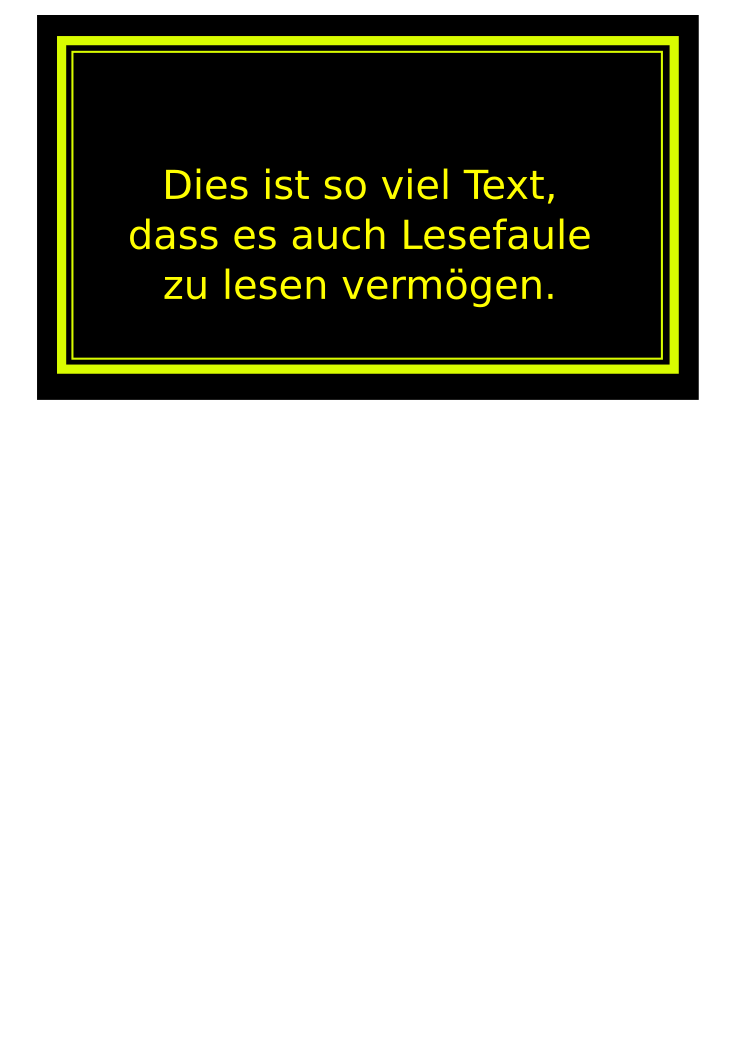 Dies ist so viel Text,
dass es auch Lesefaule
zu lesen vermögen.